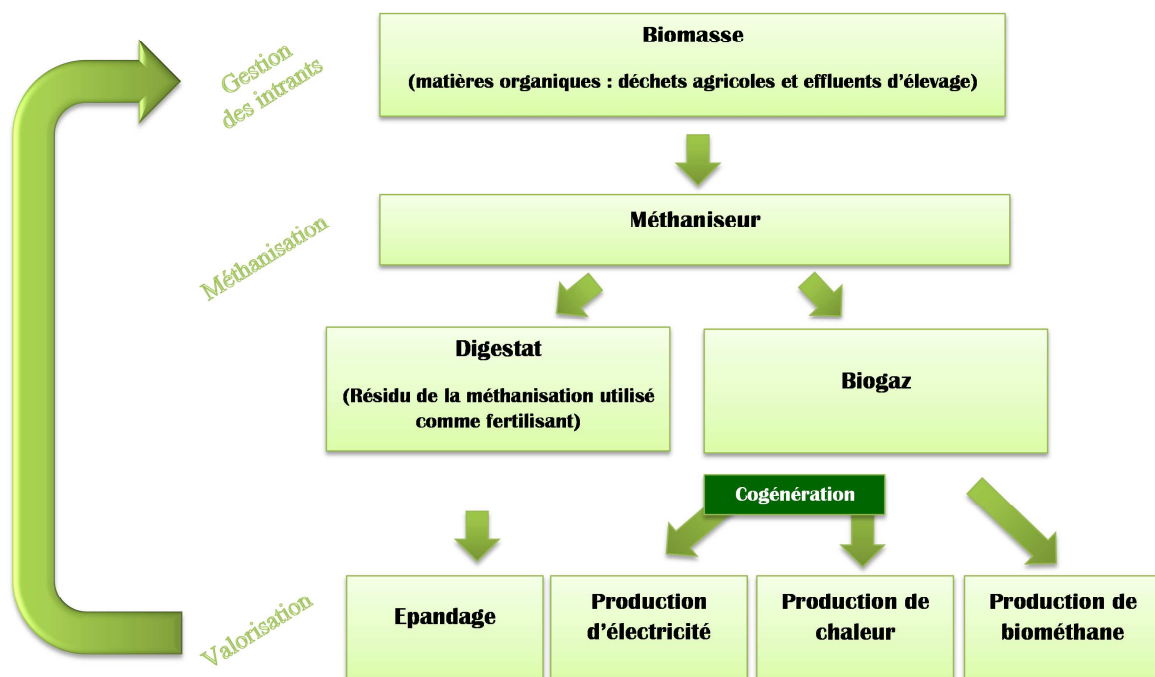 Gestion
des intrants
Biomasse
(matières organiques : déchets agricoles et effluents d'élevage)
Méthanisation
Méthaniseur
Digestat
(Résidu de la méthanisation utilisé
comme fertilisant)
Biogaz
Cogénération
Valorisation
Epandage
Production
d'électricité
Production de
chaleur
Production de
biométhane